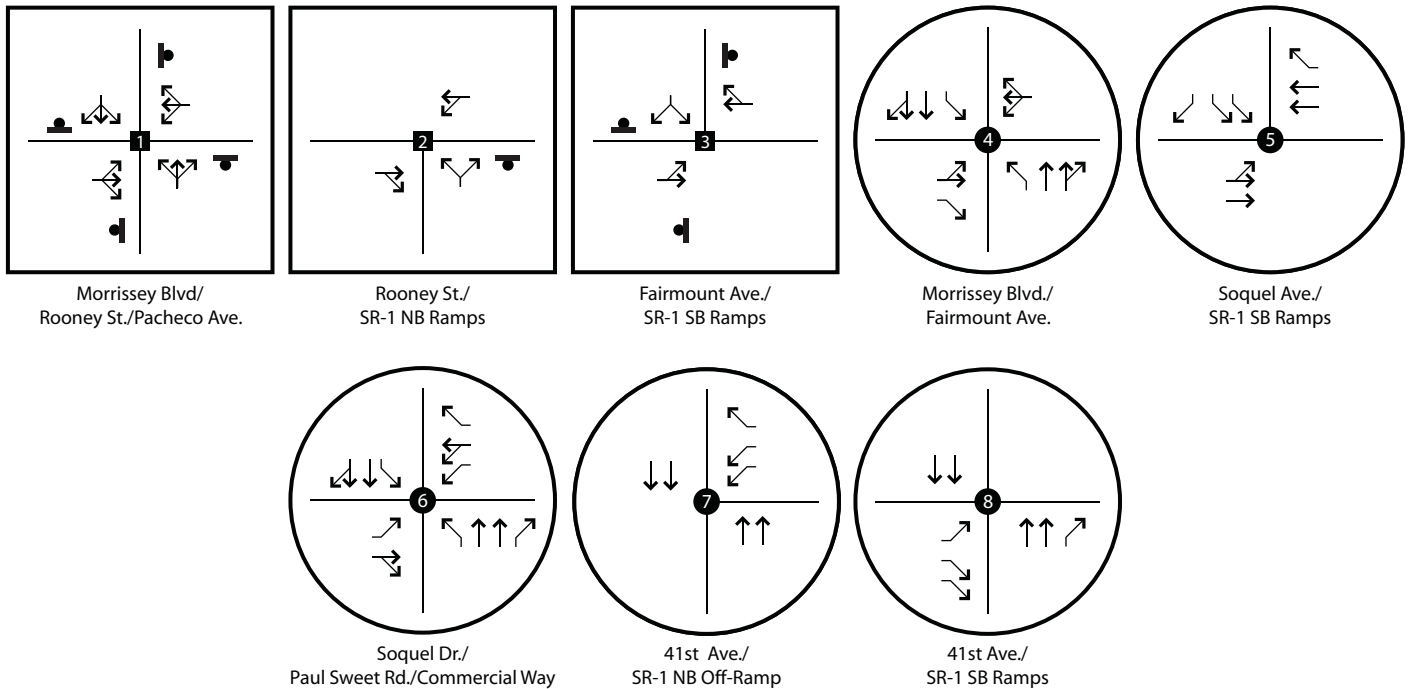 1
2
3
4
5
Morrissey Blvd/
Rooney St./Pacheco Ave.
Rooney St./
SR-1 NB Ramps
Fairmount Ave./
SR-1 SB Ramps
Morrissey Blvd./
Fairmount Ave.
Soquel Ave./
SR-1 SB Ramps
6
7
8
Soquel Dr./
Paul Sweet Rd./Commercial Way
41st Ave./
SR-1 NB Off-Ramp
41st Ave./
SR-1 SB Ramps